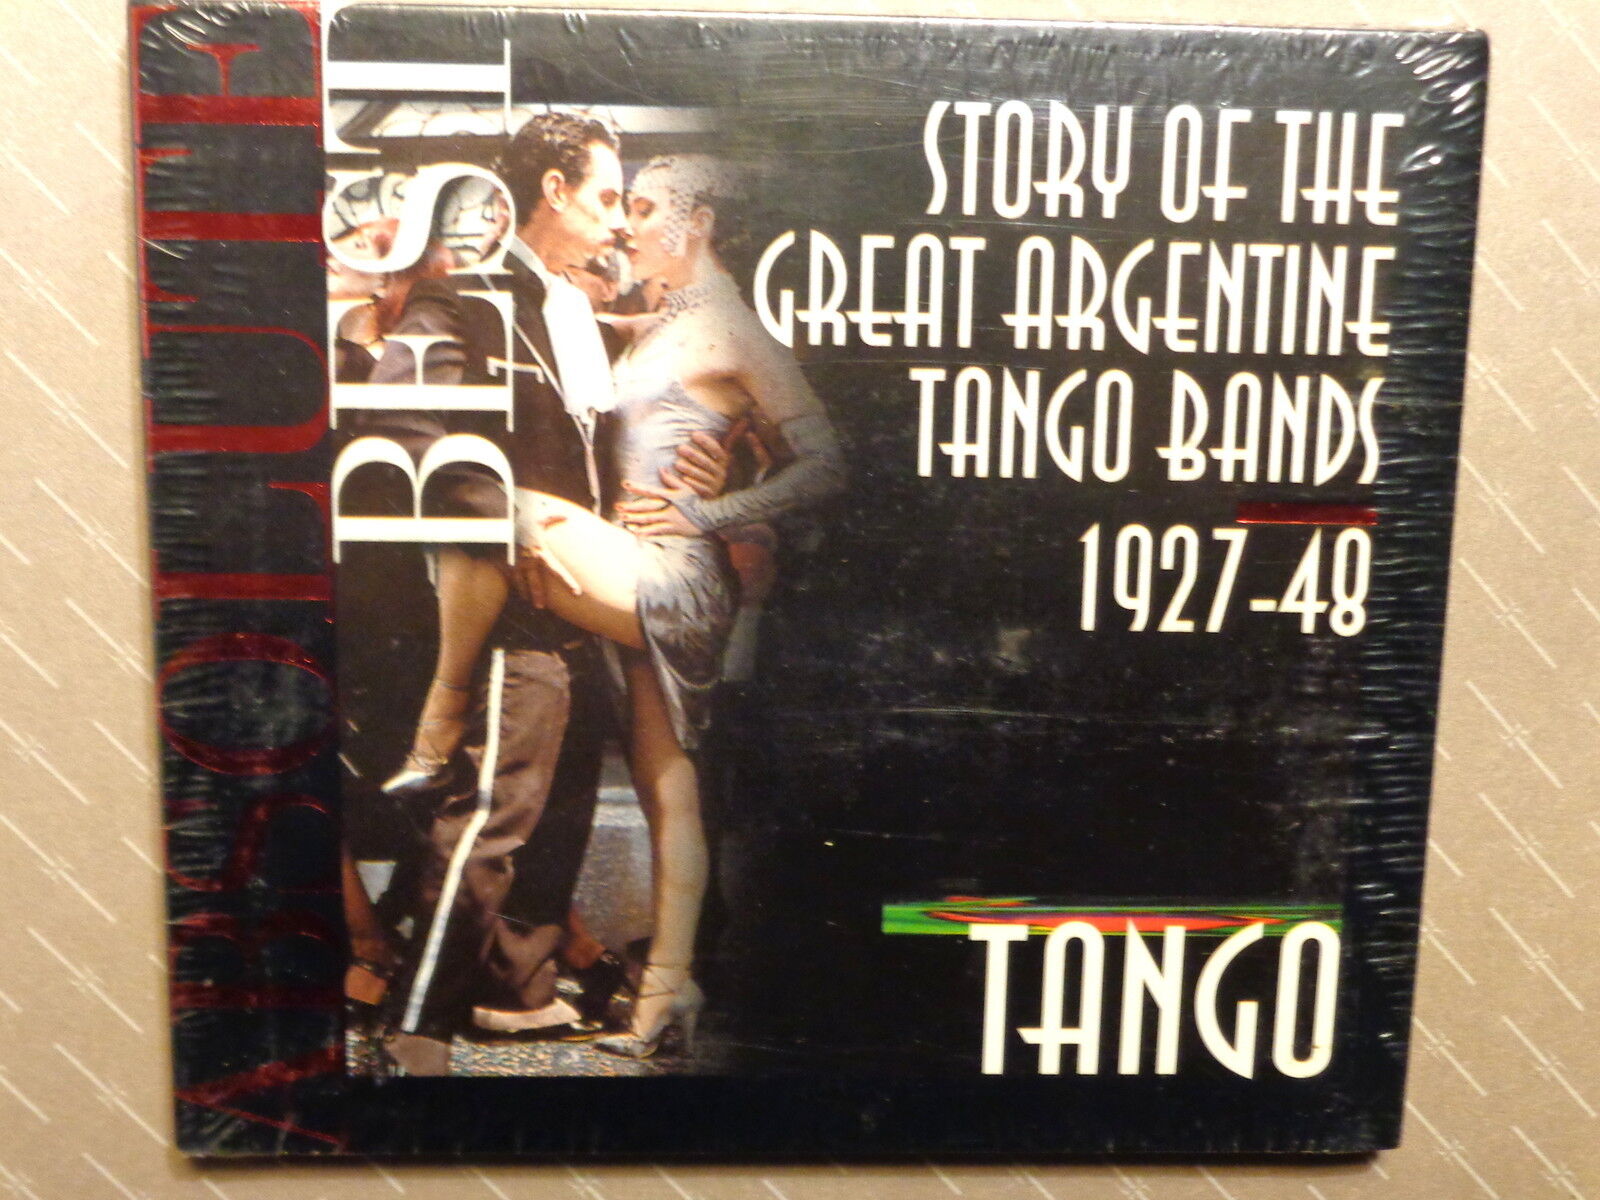 ABSOLUTE
BEST
STORY OF THE
GREAT ARGENTINE
TANGO BANDS
1927-48
TANGO